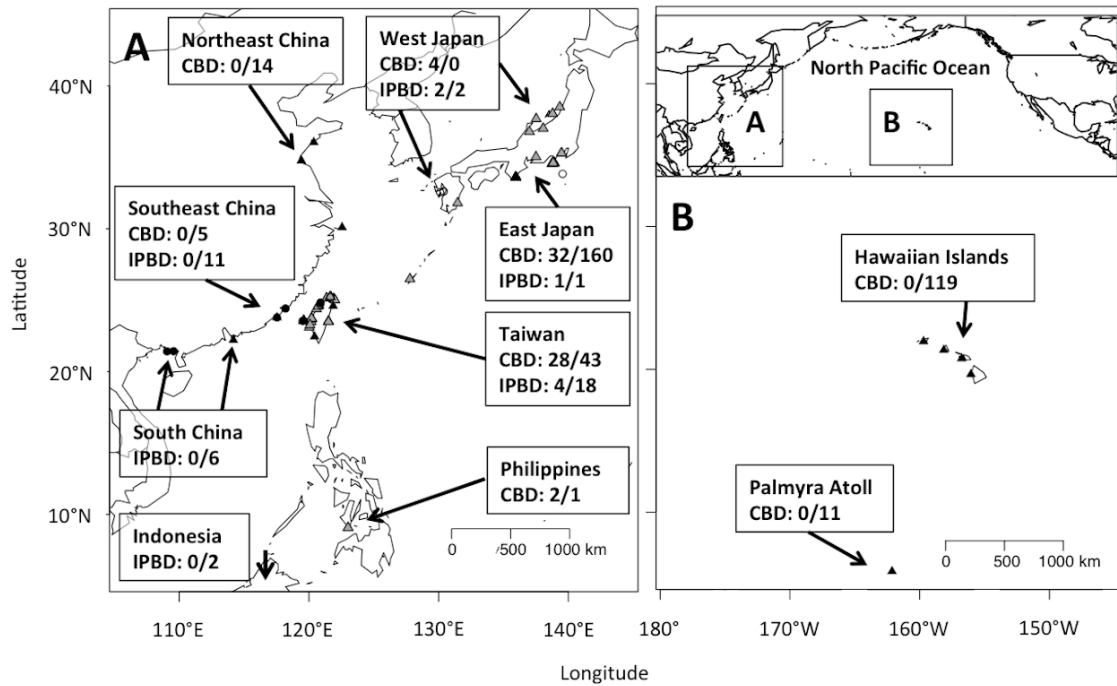 A
Northeast China
CBD: 0/14
West Japan
CBD: 4/0
IPBD: 2/2
Southeast China
CBD: 0/5
IPBD: 0/11
East Japan
CBD: 32/160
IPBD: 1/1
Taiwan
CBD: 28/43
IPBD: 4/18
South China
IPBD: 0/6
Philippines
CBD: 2/1
Indonesia
IPBD: 0/2
0 500 1000 km
40°N
30°N
20°N
10°N
Latitude
110°E 120°E 130°E 140°E
North Pacific Ocean
A
B
B
Hawaiian Islands
CBD: 0/119
Palmyra Atoll
CBD: 0/11
0 500 1000 km
180° 170°W 160°W 150°W
Longitude